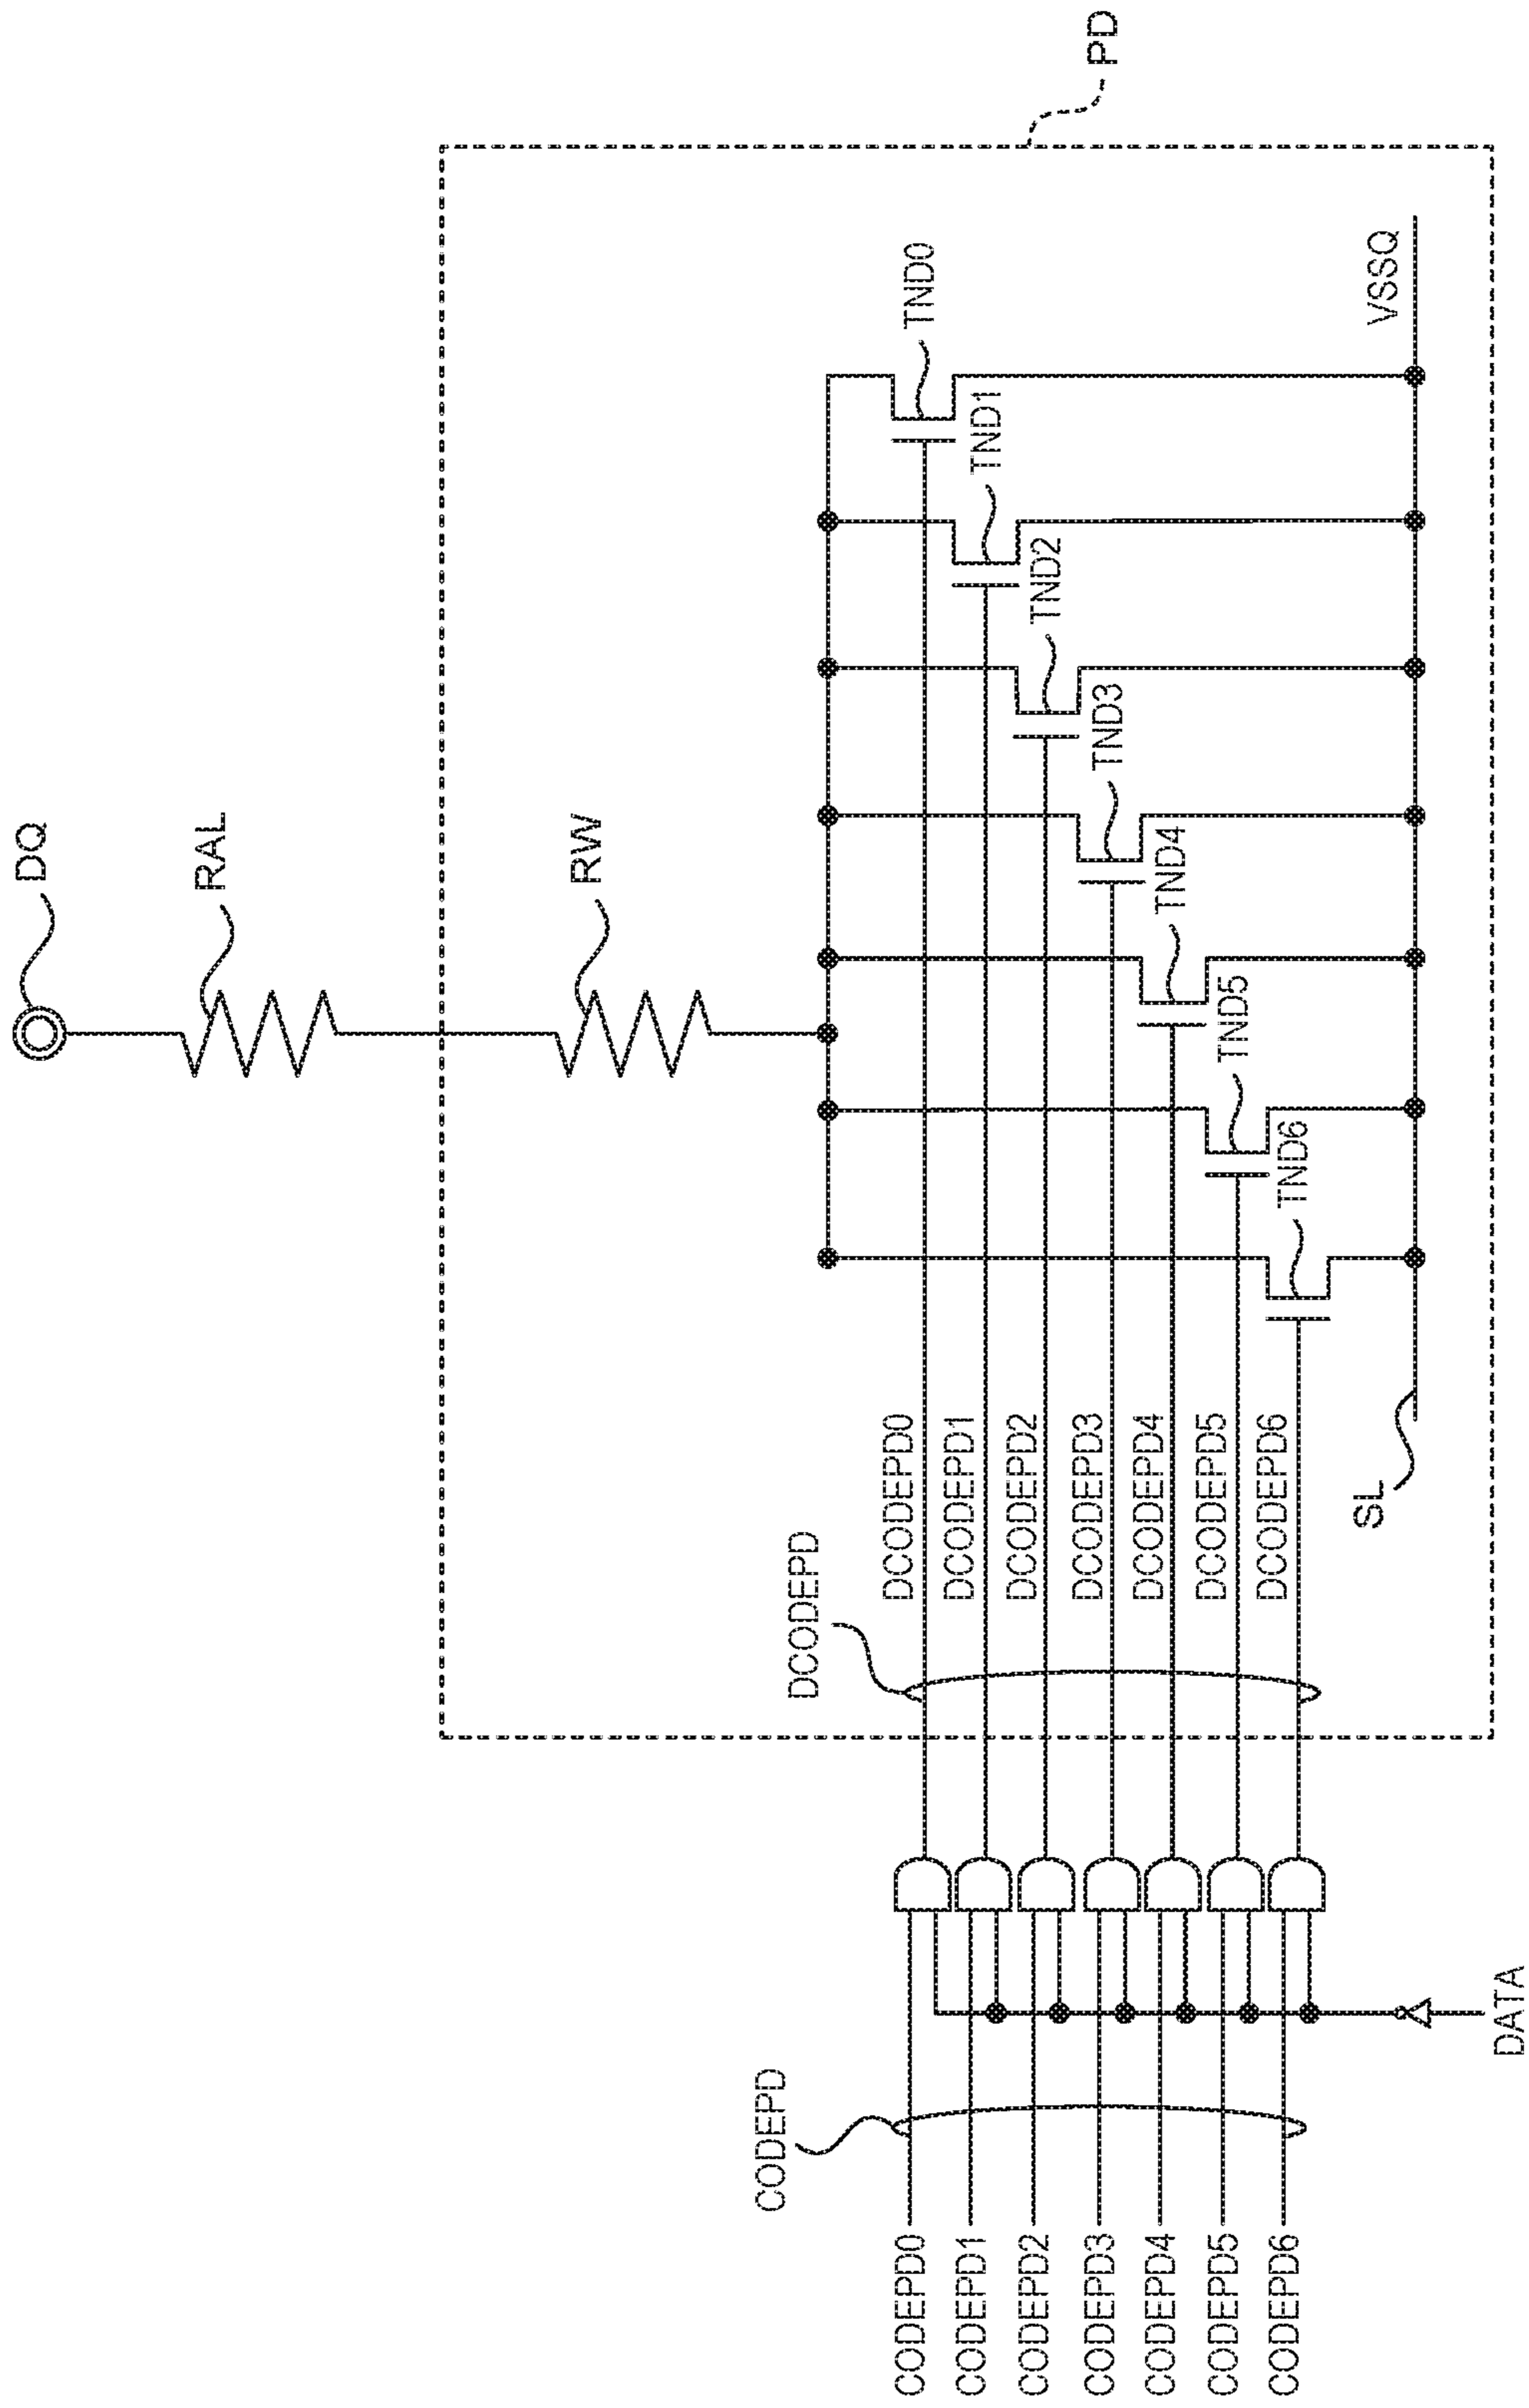 DQ
RAL
RW
PD
TND0
TND1
TND2
TND3
TND4
TND5
TND6
VSSQ
SL
DCODEPD
DCODEPD0
DCODEPD1
DCODEPD2
DCODEPD3
DCODEPD4
DCODEPD5
DCODEPD6
CODEPD
CODEPD0
CODEPD1
CODEPD2
CODEPD3
CODEPD4
CODEPD5
CODEPD6
DATA